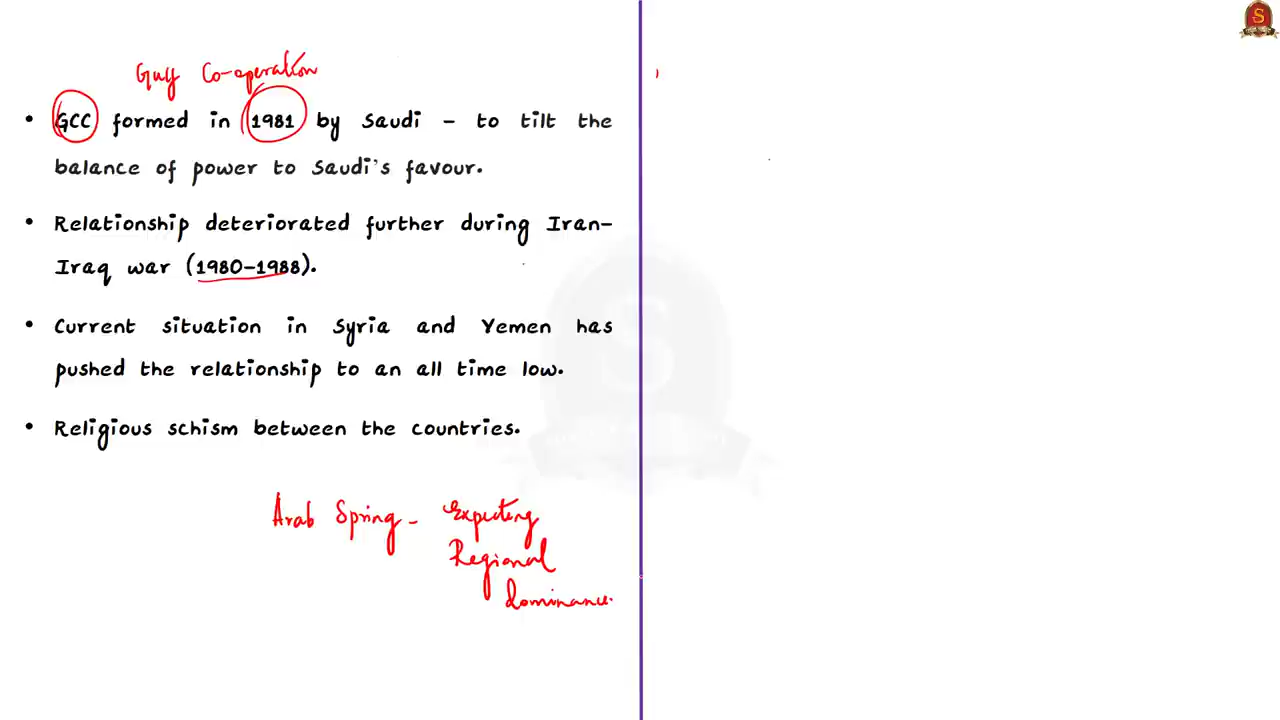 Gulf Co-operation
• GCC formed in 1981 by Saudi - to tilt the
balance of power to Saudi's favour.
• Relationship deteriorated further during Iran-
Iraq war (1980-1988).
• Current situation in Syria and Yemen has
pushed the relationship to an all time low.
• Religious schism between the countries.
Arab Spring - Expecting
Regional
dominance.
S
S